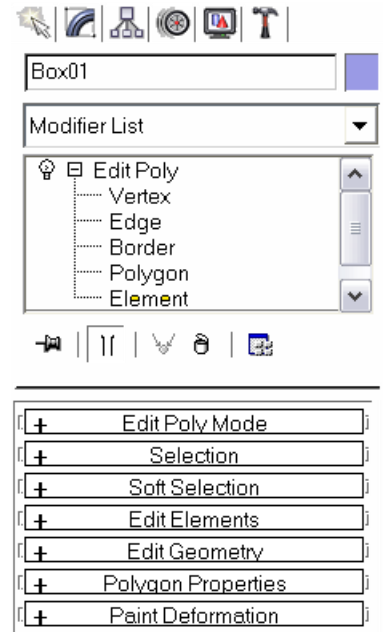 Box01
Modifier List
Edit Poly
Vertex
Edge
Border
Polygon
Element
Edit Poly Mode
Selection
Soft Selection
Edit Elements
Edit Geometry
Polygon Properties
Paint Deformation